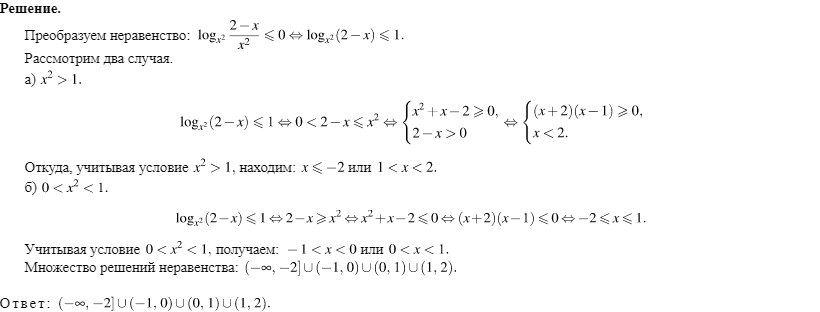 Решение.
Преобразуем неравенство: log_{x²} (2−x)/x² ⩽ 0 ⇔ log_{x²}(2−x) ⩽ 1.
Рассмотрим два случая.
а) x² > 1.
log_{x²}(2−x) ⩽ 1 ⇔ 0 < 2−x ⩽ x² ⇔ { x²+x−2 ⩾ 0, 2−x > 0 ⇔ { (x+2)(x−1) ⩾ 0, x < 2.
Откуда, учитывая условие x² > 1, находим: x ⩽ −2 или 1 < x < 2.
б) 0 < x² < 1.
log_{x²}(2−x) ⩽ 1 ⇔ 2−x ⩾ x² ⇔ x²+x−2 ⩽ 0 ⇔ (x+2)(x−1) ⩽ 0 ⇔ −2 ⩽ x ⩽ 1.
Учитывая условие 0 < x² < 1, получаем: −1 < x < 0 или 0 < x < 1.
Множество решений неравенства: (−∞, −2] ∪ (−1, 0) ∪ (0, 1) ∪ (1, 2).
Ответ: (−∞, −2] ∪ (−1, 0) ∪ (0, 1) ∪ (1, 2).